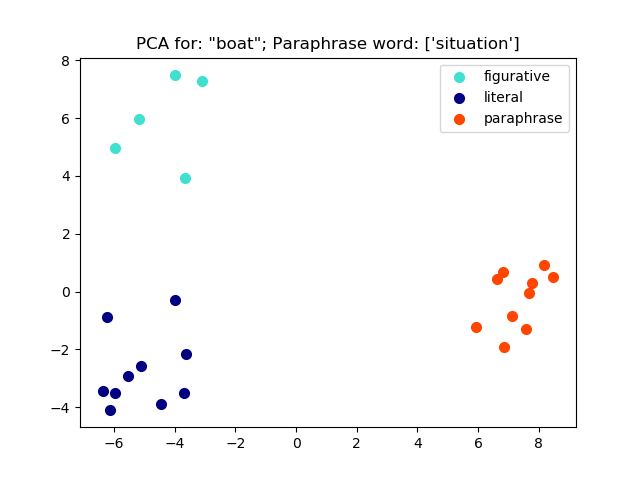 PCA for: "boat"; Paraphrase word: ['situation']
figurative
literal
paraphrase
8
6
4
2
0
−2
−4
−6 −4 −2 0 2 4 6 8